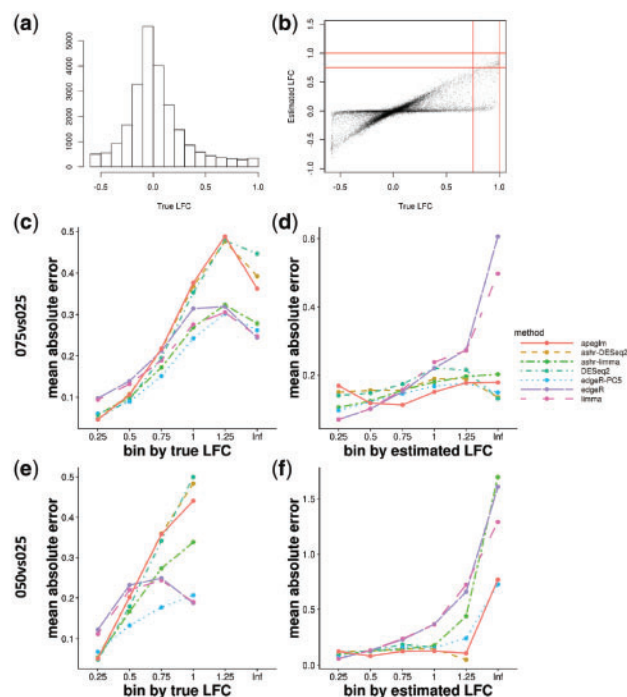 (a)
5000
4000
3000
2000
1000
0
-0.5 0.0 0.5 1.0
True LFC
(b)
Estimated LFC
1.5
1.0
0.5
0.0
-0.5
-1.0
-0.5 0.0 0.5 1.0
True LFC
075vs025
(c)
mean absolute error
0.5
0.4
0.3
0.2
0.1
0.25 0.5 0.75 1 1.25 Inf
bin by true LFC
(d)
mean absolute error
0.6
0.4
0.2
0.25 0.5 0.75 1 1.25 Inf
bin by estimated LFC
method
apeglm
ashr-DESeq2
ashr-limma
DESeq2
edgeR-PC5
edgeR
limma
050vs025
(e)
mean absolute error
0.5
0.4
0.3
0.2
0.1
0.25 0.5 0.75 1 1.25 Inf
bin by true LFC
(f)
mean absolute error
1.5
1.0
0.5
0.0
0.25 0.5 0.75 1 1.25 Inf
bin by estimated LFC